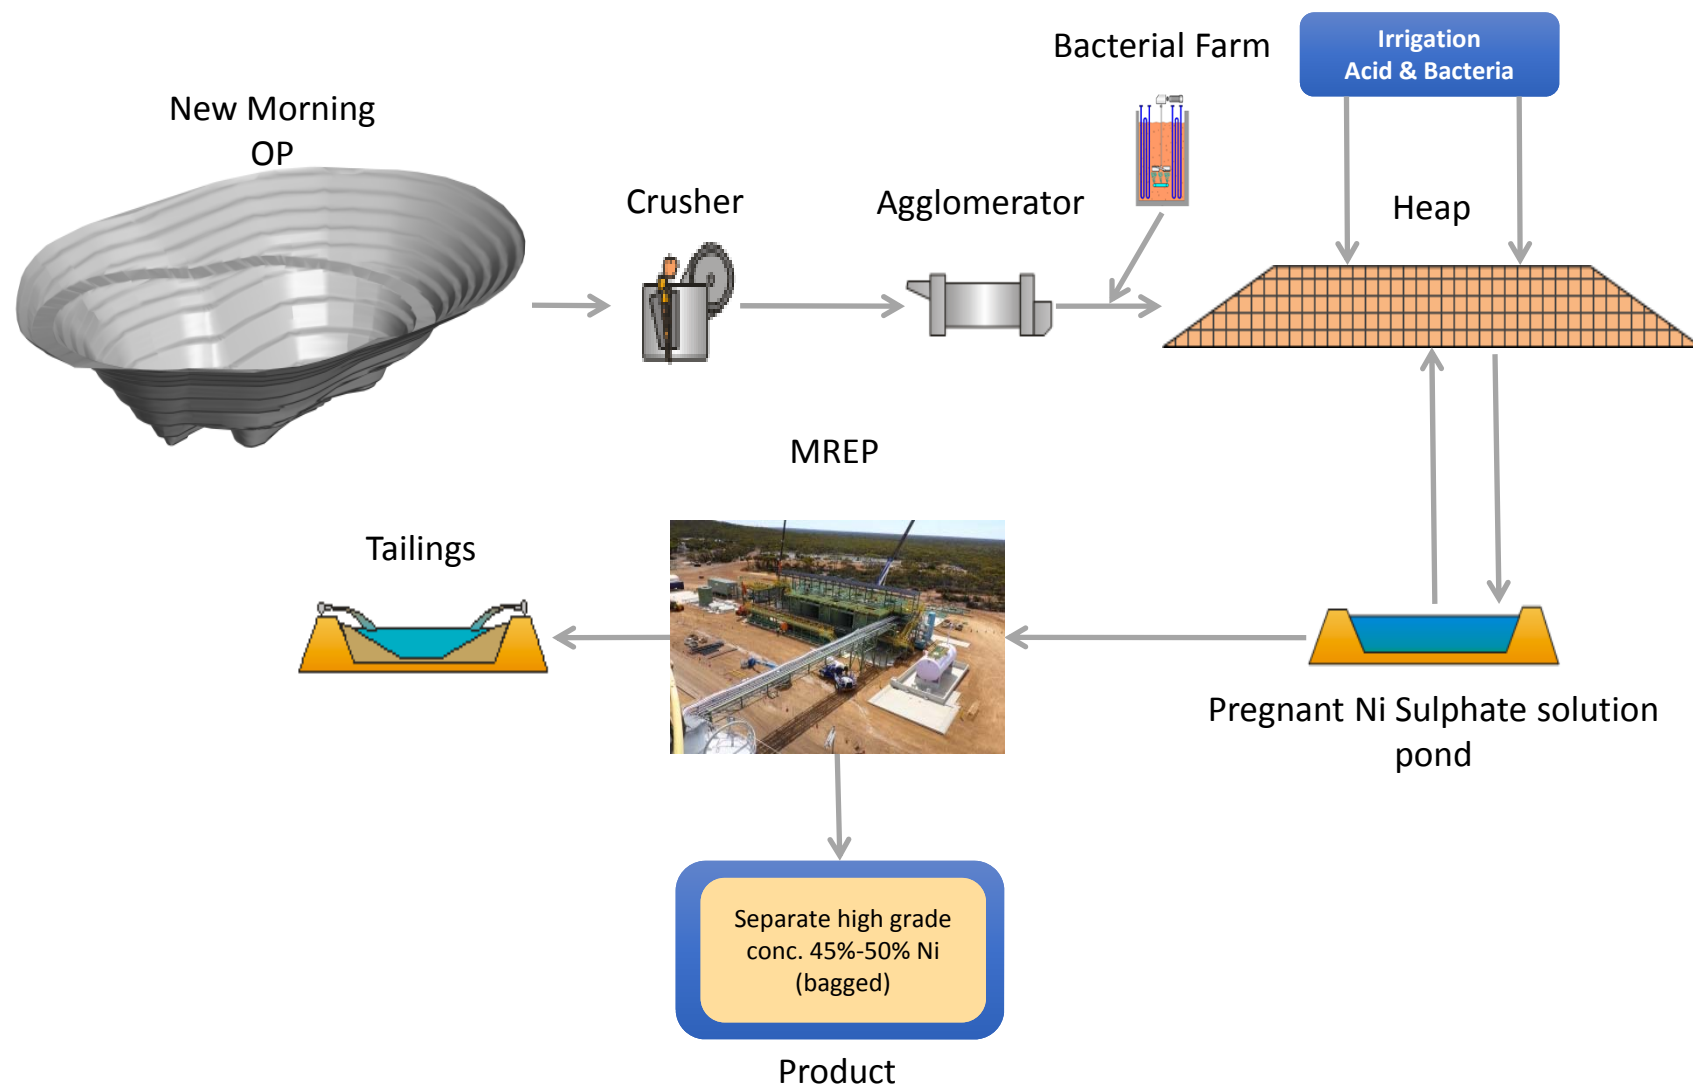 New Morning
OP
Crusher
Agglomerator
Bacterial Farm
Irrigation
Acid & Bacteria
Heap
MREP
Tailings
Pregnant Ni Sulphate solution
pond
Separate high grade
conc. 45%-50% Ni
(bagged)
Product